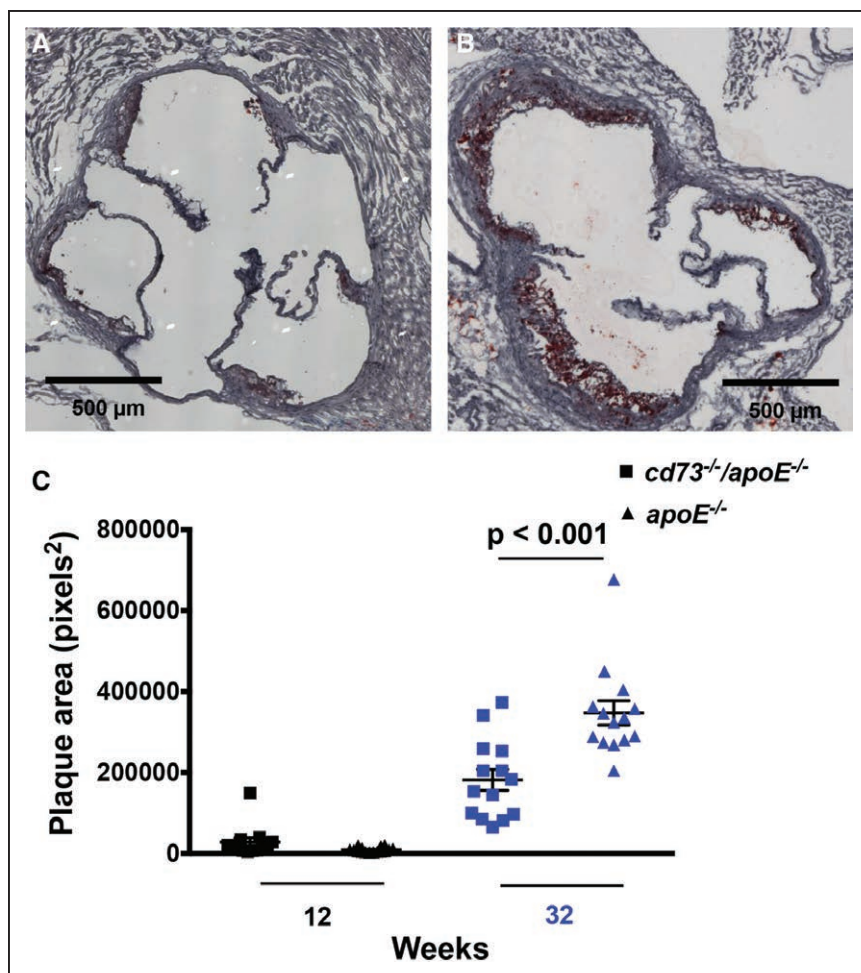 A
B
500 µm
500 µm
C
cd73-/-/apoE-/-
apoE-/-
p < 0.001
800000
600000
400000
200000
0
Plaque area (pixels2)
12
32
Weeks